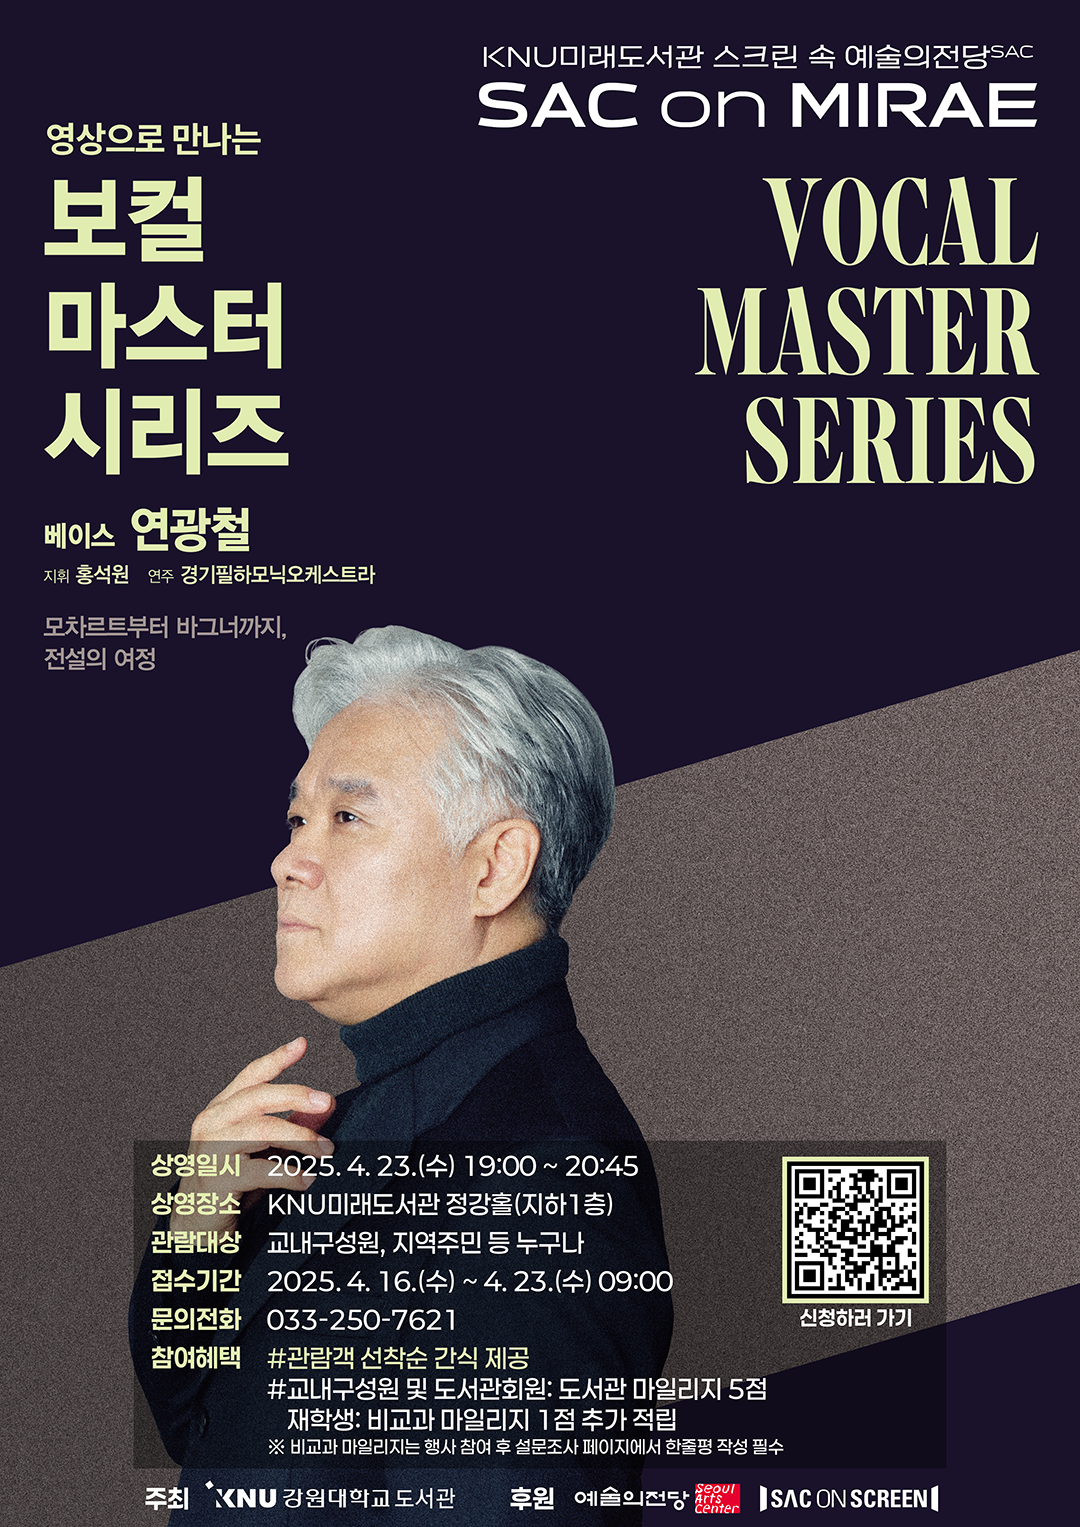 KNU미래도서관 스크린 속 예술의전당SAC
SAC on MIRAE
영상으로 만나는
보컬
마스터
시리즈
VOCAL
MASTER
SERIES
베이스 연광철
지휘 홍석원 연주 경기필하모닉오케스트라
모차르트부터 바그너까지,
전설의 여정
상영일시 2025. 4. 23.(수) 19:00 ~ 20:45
상영장소 KNU미래도서관 정강홀(지하1층)
관람대상 교내구성원, 지역주민 등 누구나
접수기간 2025. 4. 16.(수) ~ 4. 23.(수) 09:00
문의전화 033-250-7621
참여혜택 #관람객 선착순 간식 제공
#교내구성원 및 도서관회원: 도서관 마일리지 5점
재학생: 비교과 마일리지 1점 추가 적립
※ 비교과 마일리지는 행사 참여 후 설문조사 페이지에서 한줄평 작성 필수
신청하러 가기
주최 KNU 강원대학교 도서관 후원 예술의전당 Seoul Arts Center SAC ON SCREEN